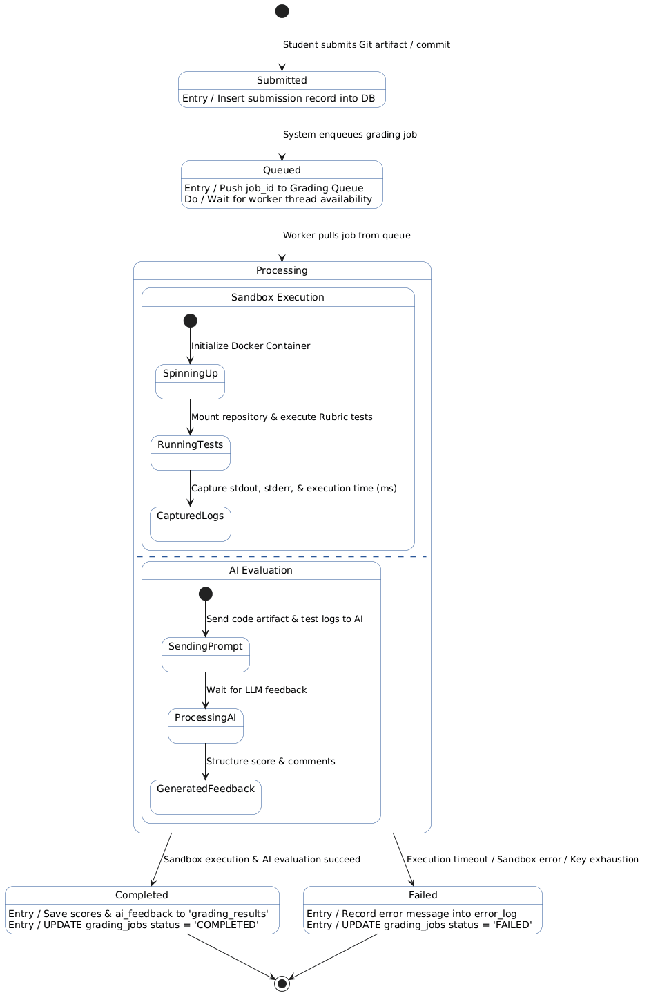 Student submits Git artifact / commit
Submitted
Entry / Insert submission record into DB
System enqueues grading job
Queued
Entry / Push job_id to Grading Queue
Do / Wait for worker thread availability
Worker pulls job from queue
Processing
Sandbox Execution
Initialize Docker Container
SpinningUp
Mount repository & execute Rubric tests
RunningTests
Capture stdout, stderr, & execution time (ms)
CapturedLogs
AI Evaluation
Send code artifact & test logs to AI
SendingPrompt
Wait for LLM feedback
ProcessingAI
Structure score & comments
GeneratedFeedback
Sandbox execution & AI evaluation succeed
Execution timeout / Sandbox error / Key exhaustion
Completed
Entry / Save scores & ai_feedback to 'grading_results'
Entry / UPDATE grading_jobs status = 'COMPLETED'
Failed
Entry / Record error message into error_log
Entry / UPDATE grading_jobs status = 'FAILED'